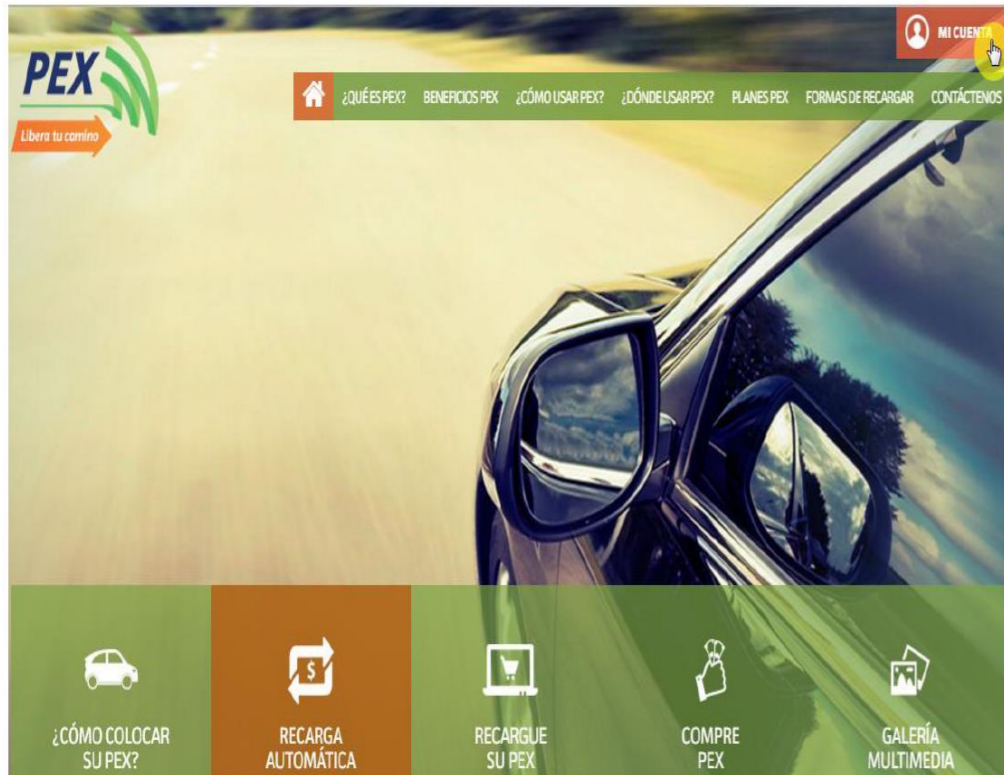 MI CUENTA
PEX
Libera tu camino
¿QUÉ ES PEX? BENEFICIOS PEX ¿CÓMO USAR PEX? ¿DÓNDE USAR PEX? PLANES PEX FORMAS DE RECARGAR CONTÁCTENOS
¿CÓMO COLOCAR
SU PEX?
RECARGA
AUTOMÁTICA
RECARGUE
SU PEX
COMPRE
PEX
GALERÍA
MULTIMEDIA